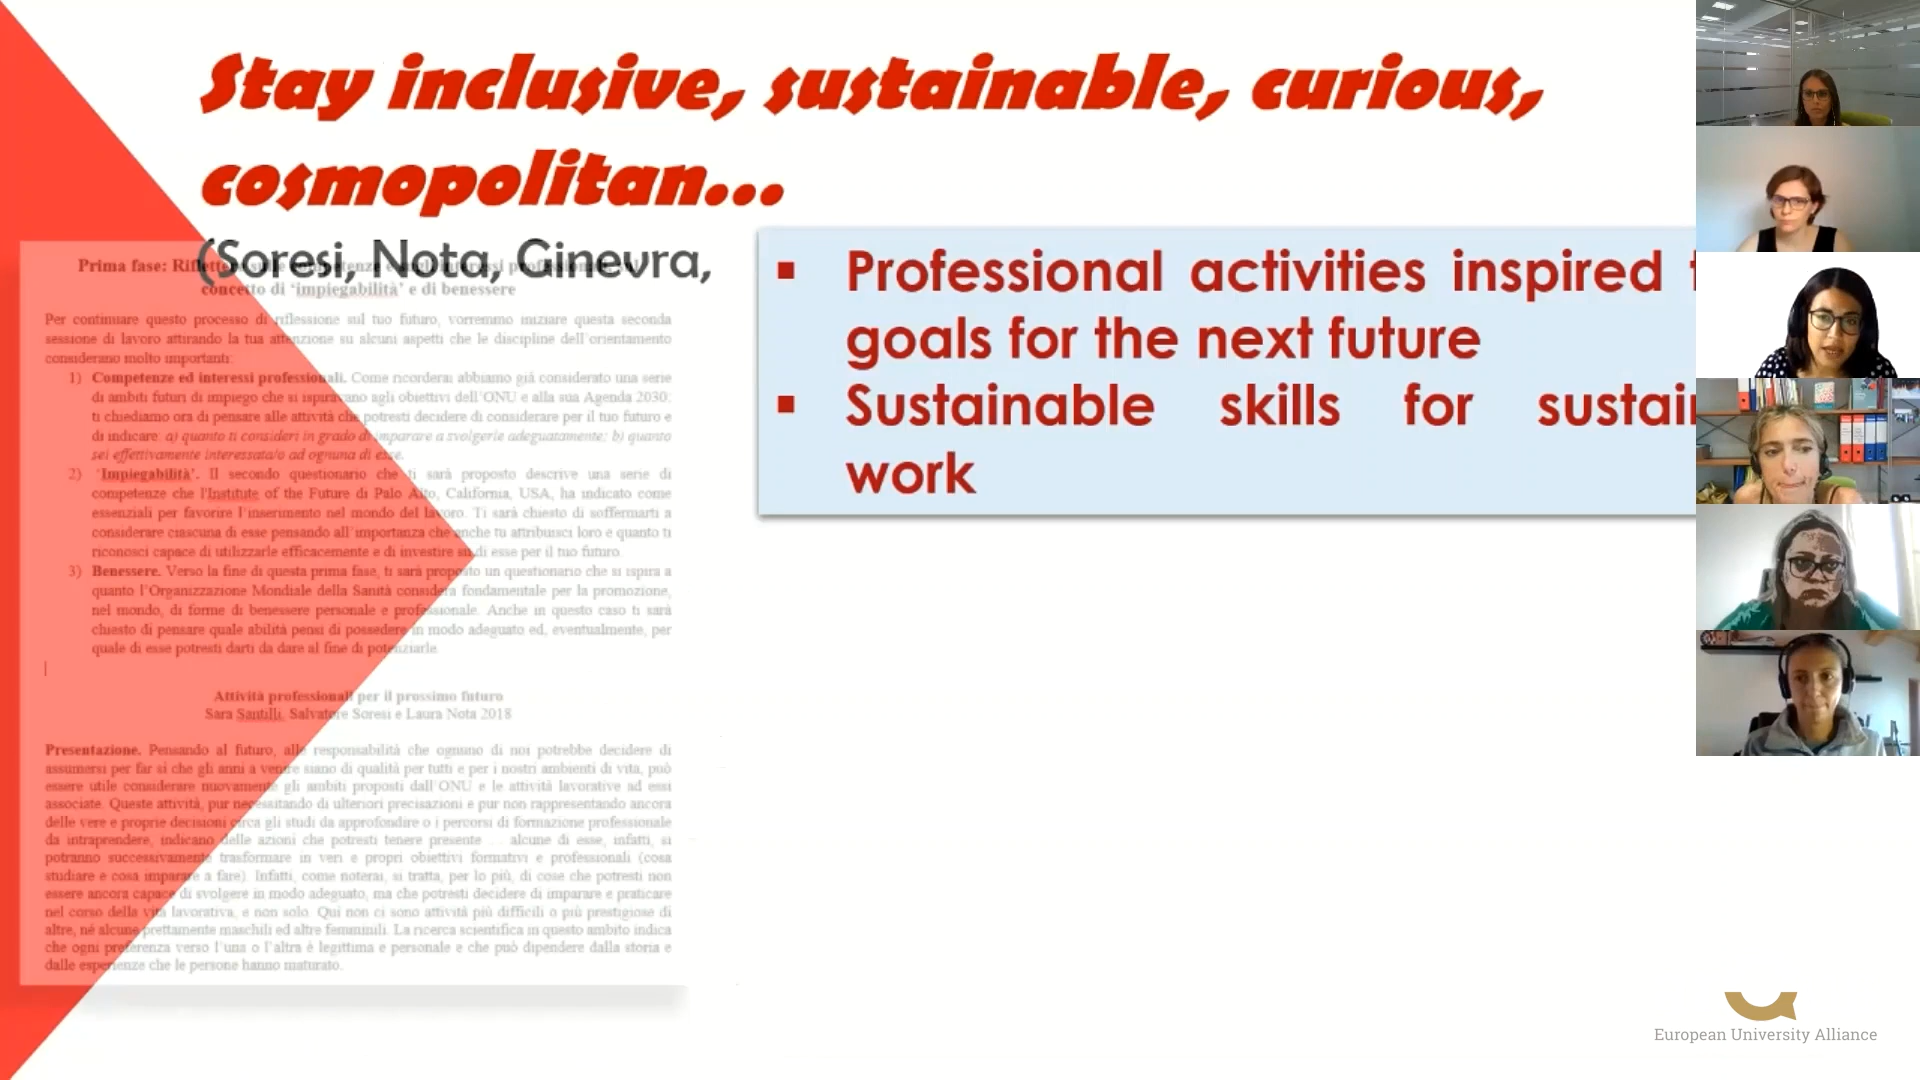 Stay inclusive, sustainable, curious,
cosmopolitan...
(Soresi, Nota, Ginevra,
Prima fase: Riflettere sulle competenze e sugli interessi professionali, sul
concetto di ‘impiegabilità’ e di benessere
Per continuare questo processo di riflessione sul tuo futuro, vorremmo iniziare questa seconda
sessione di lavoro attirando la tua attenzione su alcuni aspetti che le discipline dell'orientamento
considerano molto importanti:
1) Competenze ed interessi professionali. Come ricorderai abbiamo già considerato una serie
di ambiti futuri di impiego che si ispiravano agli obiettivi dell'ONU e alla sua Agenda 2030:
ti chiediamo ora di pensare alle attività che potresti decidere di considerare per il tuo futuro e
di indicare: a) quanto ti consideri in grado di imparare a svolgerle adeguatamente; b) quanto
sei effettivamente interessata/o ad ognuna di esse.
2) ‘Impiegabilità’. Il secondo questionario che ti sarà proposto descrive una serie di
competenze che l'Institute of the Future di Palo Alto, California, USA, ha indicato come
essenziali per favorire l'inserimento nel mondo del lavoro. Ti sarà chiesto di soffermarti a
considerare ciascuna di esse pensando all'importanza che anche tu attribuisci loro e quanto ti
riconosci capace di utilizzarle efficacemente e di investire su di esse per il tuo futuro.
3) Benessere. Verso la fine di questa prima fase, ti sarà proposto un questionario che si ispira a
quanto l'Organizzazione Mondiale della Sanità considera fondamentale per la promozione,
nel mondo, di forme di benessere personale e professionale. Anche in questo caso ti sarà
chiesto di pensare quale abilità pensi di possedere in modo adeguato ed, eventualmente, per
quale di esse potresti darti da dare al fine di potenziarle.
Attività professionali per il prossimo futuro
Sara Santilli, Salvatore Soresi e Laura Nota 2018
Presentazione. Pensando al futuro, alle responsabilità che ognuno di noi potrebbe decidere di
assumersi per far sì che gli anni a venire siano di qualità per tutti e per i nostri ambienti di vita, può
essere utile considerare nuovamente gli ambiti proposti dall'ONU e le attività lavorative ad essi
associate. Queste attività, pur necessitando di ulteriori precisazioni e pur non rappresentando ancora
delle vere e proprie decisioni circa gli studi da approfondire o i percorsi di formazione professionale
da intraprendere, indicano delle azioni che potresti tenere presente ... alcune di esse, infatti, si
potranno successivamente trasformare in veri e propri obiettivi formativi e professionali (cosa
studiare e cosa imparare a fare). Infatti, come noterai, si tratta, per lo più, di cose che potresti non
essere ancora capace di svolgere in modo adeguato, ma che potresti decidere di imparare e praticare
nel corso della vita lavorativa, e non solo. Qui non ci sono attività più difficili o più prestigiose di
altre, né alcune prettamente maschili ed altre femminili. La ricerca scientifica in questo ambito indica
che ogni preferenza verso l'una o l'altra è legittima e personale e che può dipendere dalla storia e
dalle esperienze che le persone hanno maturato.
▪ Professional activities inspired
goals for the next future
▪ Sustainable skills for sustai
work
European University Alliance